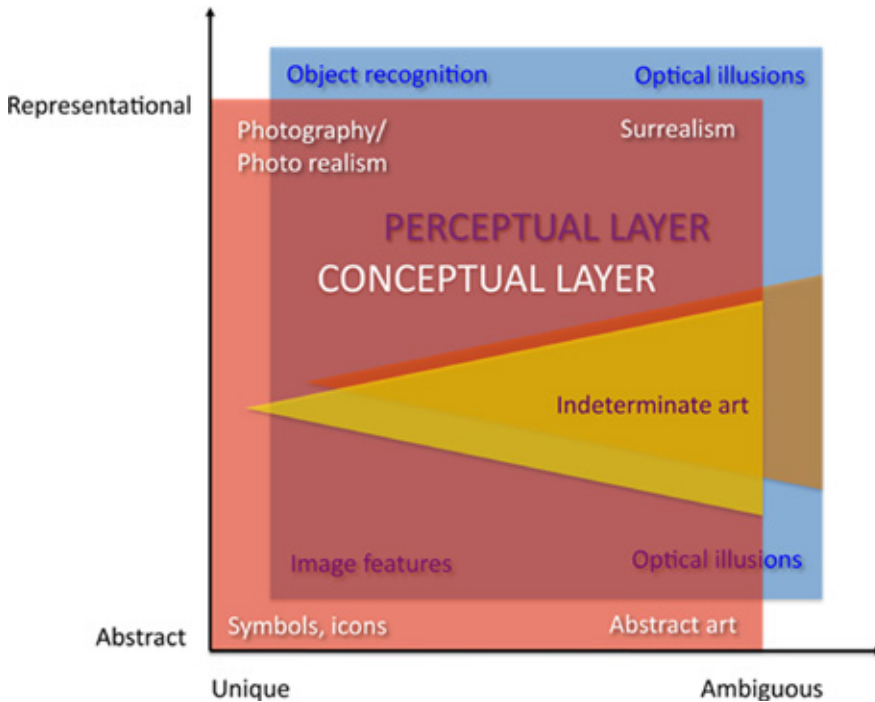 Object recognition
Optical illusions
Representational
Photography/
Photo realism
Surrealism
PERCEPTUAL LAYER
CONCEPTUAL LAYER
Indeterminate art
Image features
Optical illusions
Symbols, icons
Abstract art
Abstract
Unique
Ambiguous